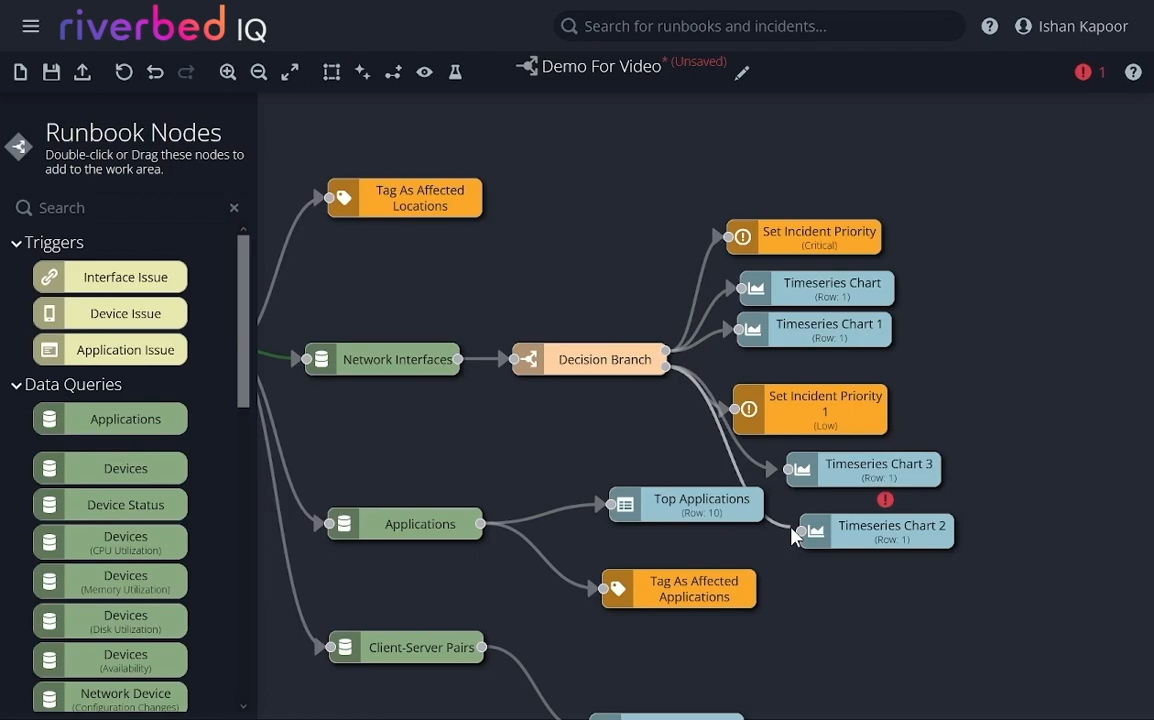 riverbed IQ
Search for runbooks and incidents...
Ishan Kapoor
Demo For Video* (Unsaved)
1
Runbook Nodes
Double-click or Drag these nodes to
add to the work area.
Search
Triggers
Interface Issue
Device Issue
Application Issue
Data Queries
Applications
Devices
Device Status
Devices
(CPU Utilization)
Devices
(Memory Utilization)
Devices
(Disk Utilization)
Devices
(Availability)
Network Device
(Configuration Changes)
Tag As Affected
Locations
Network Interfaces
Decision Branch
Set Incident Priority
(Critical)
Timeseries Chart
(Row: 1)
Timeseries Chart 1
(Row: 1)
Set Incident Priority
1
(Low)
Timeseries Chart 3
(Row: 1)
Timeseries Chart 2
(Row: 1)
Applications
Top Applications
(Row: 10)
Tag As Affected
Applications
Client-Server Pairs